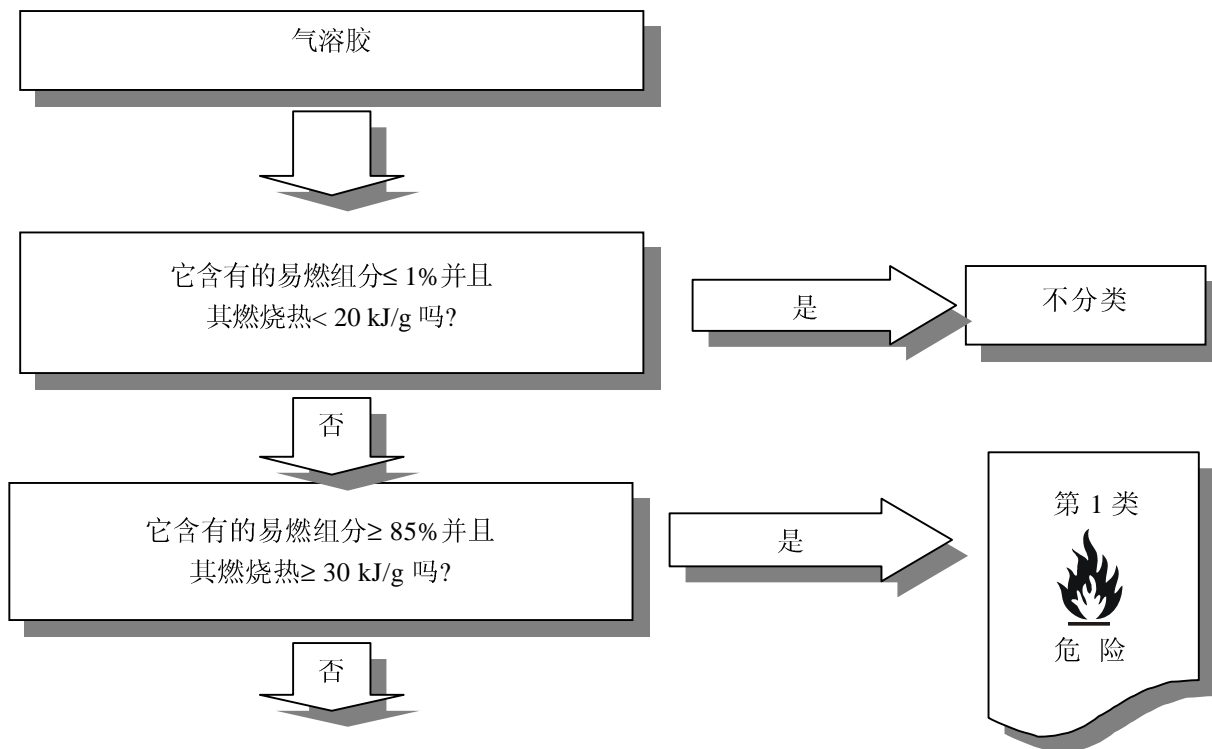 气溶胶
它含有的易燃组分≤ 1%并且
其燃烧热< 20 kJ/g 吗?
是
不分类
否
它含有的易燃组分≥ 85%并且
其燃烧热≥ 30 kJ/g 吗?
是
第 1 类
危 险
否